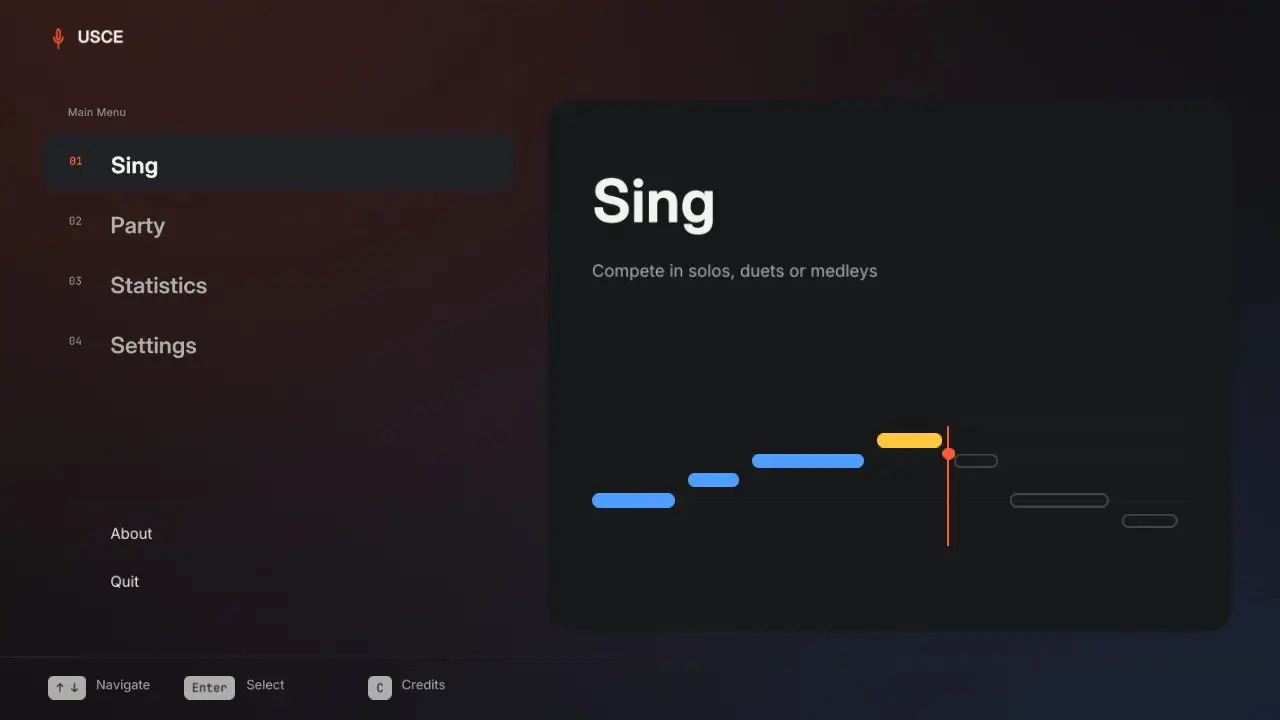 USCE
Main Menu
01 Sing
02 Party
03 Statistics
04 Settings
About
Quit
Sing
Compete in solos, duets or medleys
↑ ↓ Navigate Enter Select C Credits